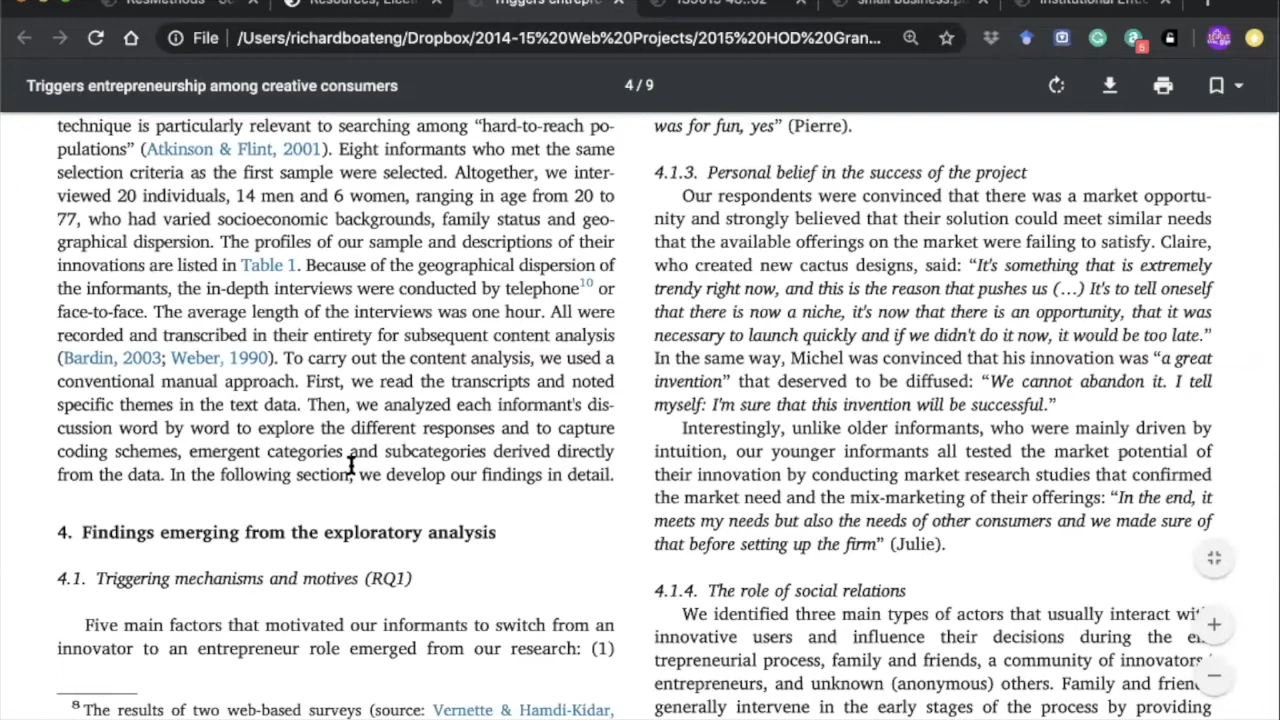 Triggers entrepr
File
/Users/richardboateng/Dropbox/2014-15%20Web%20Projects/2015%20HOD%20Gran...
6
Triggers entrepreneurship among creative consumers
4 / 9
technique is particularly relevant to searching among “hard-to-reach po-
pulations” (Atkinson & Flint, 2001). Eight informants who met the same
selection criteria as the first sample were selected. Altogether, we inter-
viewed 20 individuals, 14 men and 6 women, ranging in age from 20 to
77, who had varied socioeconomic backgrounds, family status and geo-
graphical dispersion. The profiles of our sample and descriptions of their
innovations are listed in Table 1. Because of the geographical dispersion of
the informants, the in-depth interviews were conducted by telephone10 or
face-to-face. The average length of the interviews was one hour. All were
recorded and transcribed in their entirety for subsequent content analysis
(Bardin, 2003; Weber, 1990). To carry out the content analysis, we used a
conventional manual approach. First, we read the transcripts and noted
specific themes in the text data. Then, we analyzed each informant's dis-
cussion word by word to explore the different responses and to capture
coding schemes, emergent categories and subcategories derived directly
from the data. In the following section, we develop our findings in detail.
4. Findings emerging from the exploratory analysis
4.1. Triggering mechanisms and motives (RQ1)
Five main factors that motivated our informants to switch from an
innovator to an entrepreneur role emerged from our research: (1)
8 The results of two web-based surveys (source: Vernette & Hamdi-Kidar,
was for fun, yes” (Pierre).
4.1.3. Personal belief in the success of the project
Our respondents were convinced that there was a market opportu-
nity and strongly believed that their solution could meet similar needs
that the available offerings on the market were failing to satisfy. Claire,
who created new cactus designs, said: “It's something that is extremely
trendy right now, and this is the reason that pushes us (…) It's to tell oneself
that there is now a niche, it's now that there is an opportunity, that it was
necessary to launch quickly and if we didn't do it now, it would be too late.”
In the same way, Michel was convinced that his innovation was “a great
invention” that deserved to be diffused: “We cannot abandon it. I tell
myself: I'm sure that this invention will be successful.”
Interestingly, unlike older informants, who were mainly driven by
intuition, our younger informants all tested the market potential of
their innovation by conducting market research studies that confirmed
the market need and the mix-marketing of their offerings: “In the end, it
meets my needs but also the needs of other consumers and we made sure of
that before setting up the firm” (Julie).
4.1.4. The role of social relations
We identified three main types of actors that usually interact wi
innovative users and influence their decisions during the e
trepreneurial process, family and friends, a community of innovators
entrepreneurs, and unknown (anonymous) others. Family and frien
generally intervene in the early stages of the process by providing